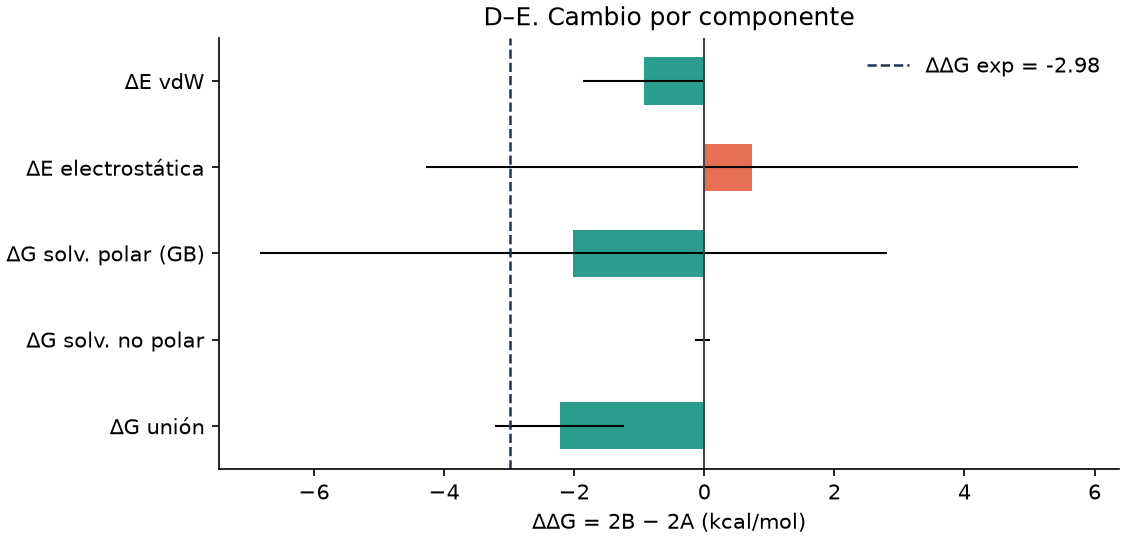 D–E. Cambio por componente
ΔΔG exp = -2.98
ΔE vdW
ΔE electrostática
ΔG solv. polar (GB)
ΔG solv. no polar
ΔG unión
−6 −4 −2 0 2 4 6
ΔΔG = 2B − 2A (kcal/mol)